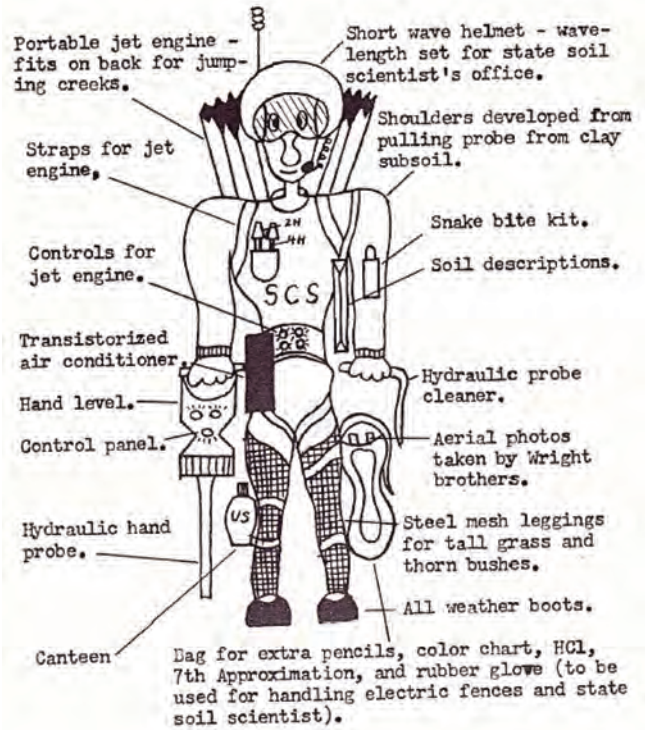 Portable jet engine -
fits on back for jump-
ing creeks.
Short wave helmet - wave-
length set for state soil
scientist's office.
Straps for jet
engine.
Shoulders developed from
pulling probe from clay
subsoil.
2H
4H
Snake bite kit.
Controls for
jet engine.
Soil descriptions.
SCS
Transistorized
air conditioner
Hydraulic probe
cleaner.
Hand level.
Control panel.
Aerial photos
taken by Wright
brothers.
US
Hydraulic hand
probe.
Steel mesh leggings
for tall grass and
thorn bushes.
All weather boots.
Canteen
Bag for extra pencils, color chart, HCl,
7th Approximation, and rubber glove (to be
used for handling electric fences and state
soil scientist).